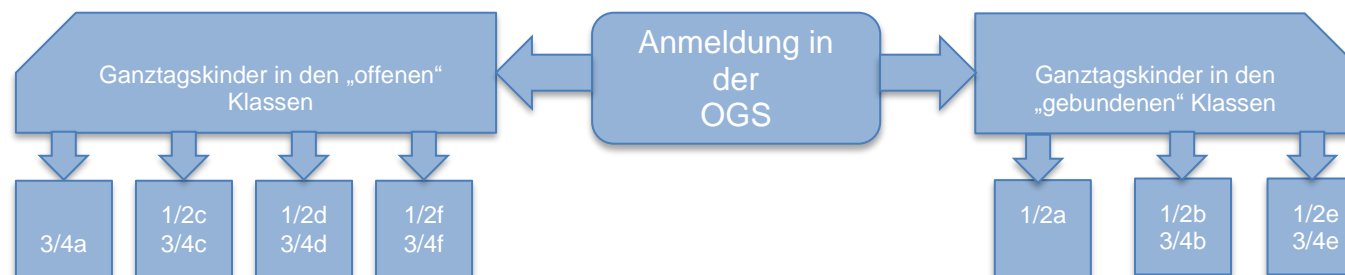 Anmeldung in
der
OGS
Ganztagskinder in den „offenen“
Klassen
Ganztagskinder in den
„gebundenen“ Klassen
3/4a
1/2c
3/4c
1/2d
3/4d
1/2f
3/4f
1/2a
1/2b
3/4b
1/2e
3/4e